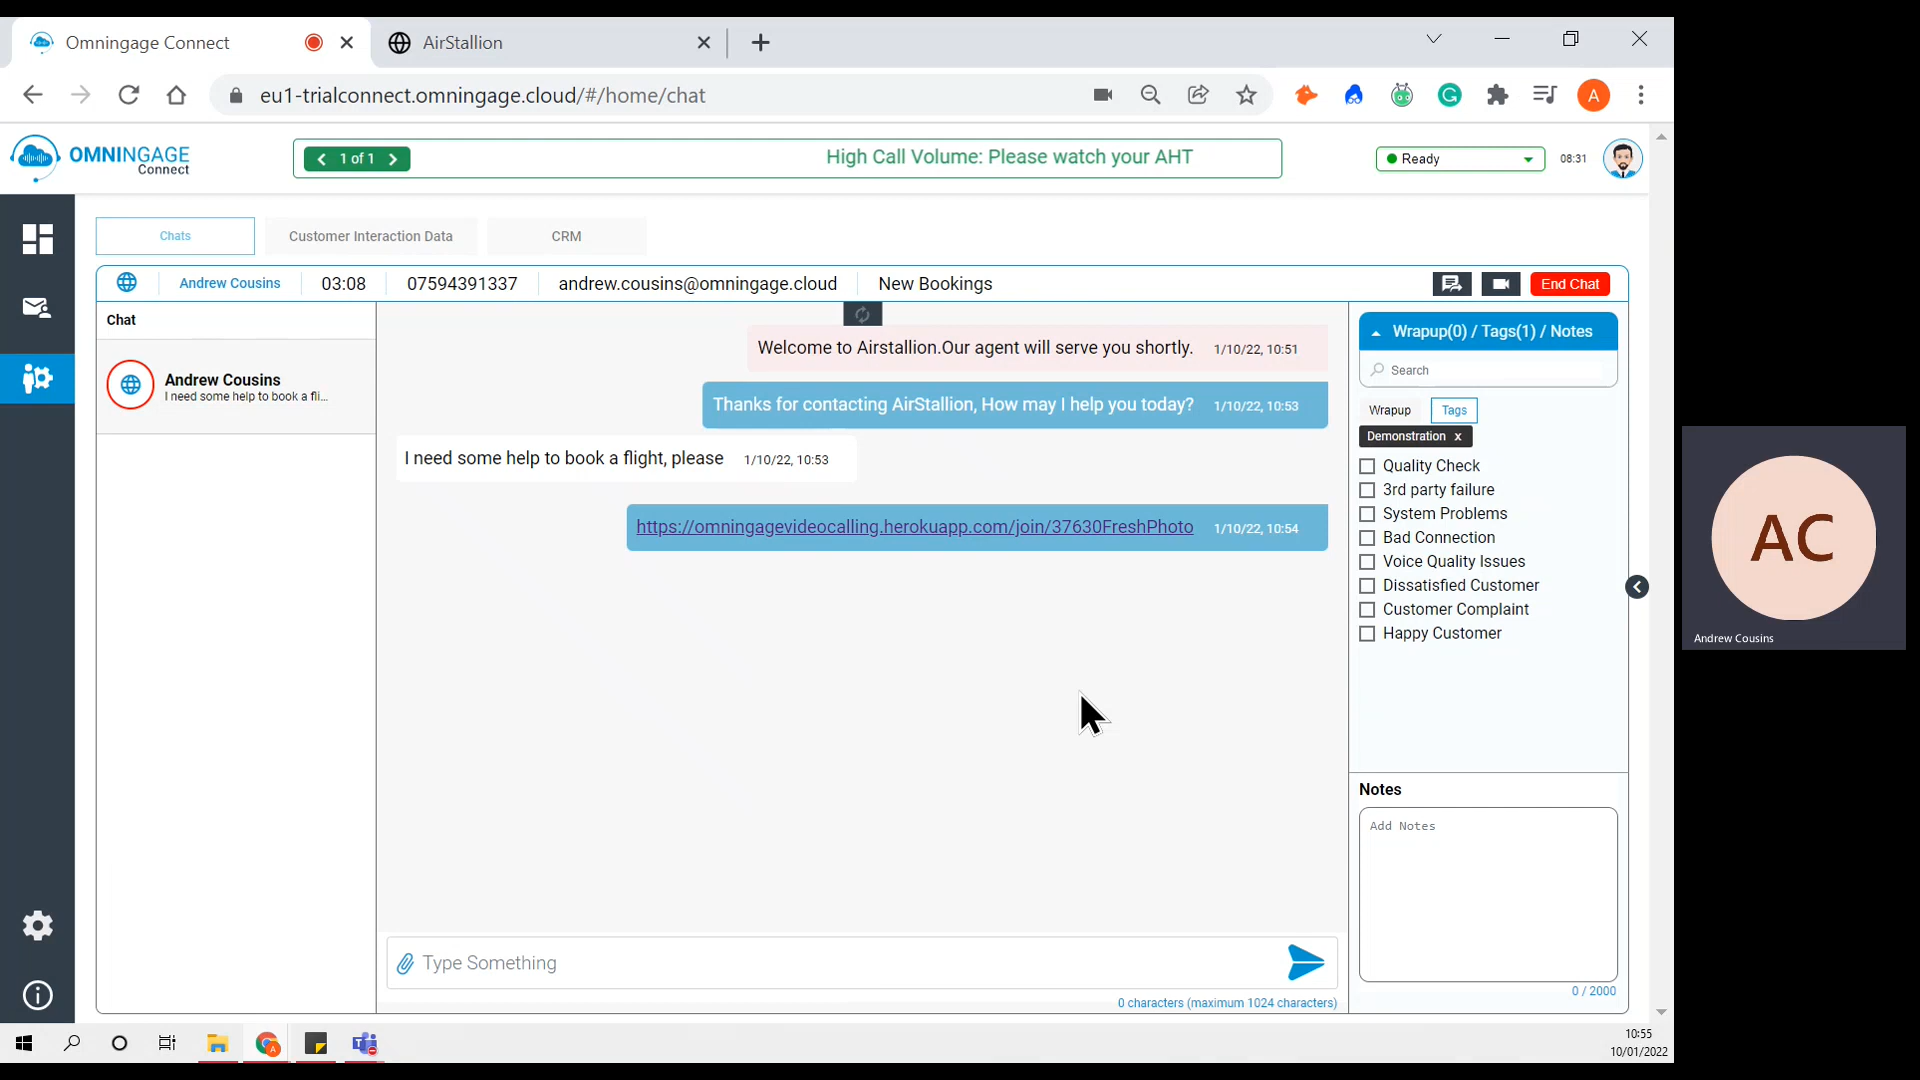 Omningage Connect
AirStallion
eu1-trialconnect.omningage.cloud/#/home/chat
A
OMNINGAGE
Connect
1 of 1
High Call Volume: Please watch your AHT
Ready
08:31
Chats
Customer Interaction Data
CRM
Andrew Cousins
03:08
07594391337
andrew.cousins@omningage.cloud
New Bookings
End Chat
Chat
Andrew Cousins
I need some help to book a fli...
Welcome to Airstallion.Our agent will serve you shortly. 1/10/22, 10:51
Thanks for contacting AirStallion, How may I help you today? 1/10/22, 10:53
I need some help to book a flight, please 1/10/22, 10:53
https://omningagevideocalling.herokuapp.com/join/37630FreshPhoto 1/10/22, 10:54
Wrapup(0) / Tags(1) / Notes
Search
Wrapup
Tags
Demonstration x
Quality Check
3rd party failure
System Problems
Bad Connection
Voice Quality Issues
Dissatisfied Customer
Customer Complaint
Happy Customer
Notes
Add Notes
0 / 2000
Type Something
0 characters (maximum 1024 characters)
AC
Andrew Cousins
10:55
10/01/2022